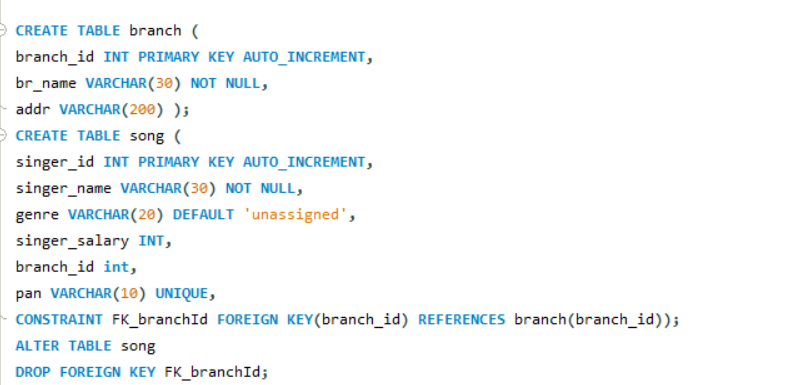 CREATE TABLE branch (
branch_id INT PRIMARY KEY AUTO_INCREMENT,
br_name VARCHAR(30) NOT NULL,
addr VARCHAR(200) );
CREATE TABLE song (
singer_id INT PRIMARY KEY AUTO_INCREMENT,
singer_name VARCHAR(30) NOT NULL,
genre VARCHAR(20) DEFAULT 'unassigned',
singer_salary INT,
branch_id int,
pan VARCHAR(10) UNIQUE,
CONSTRAINT FK_branchId FOREIGN KEY(branch_id) REFERENCES branch(branch_id));
ALTER TABLE song
DROP FOREIGN KEY FK_branchId;